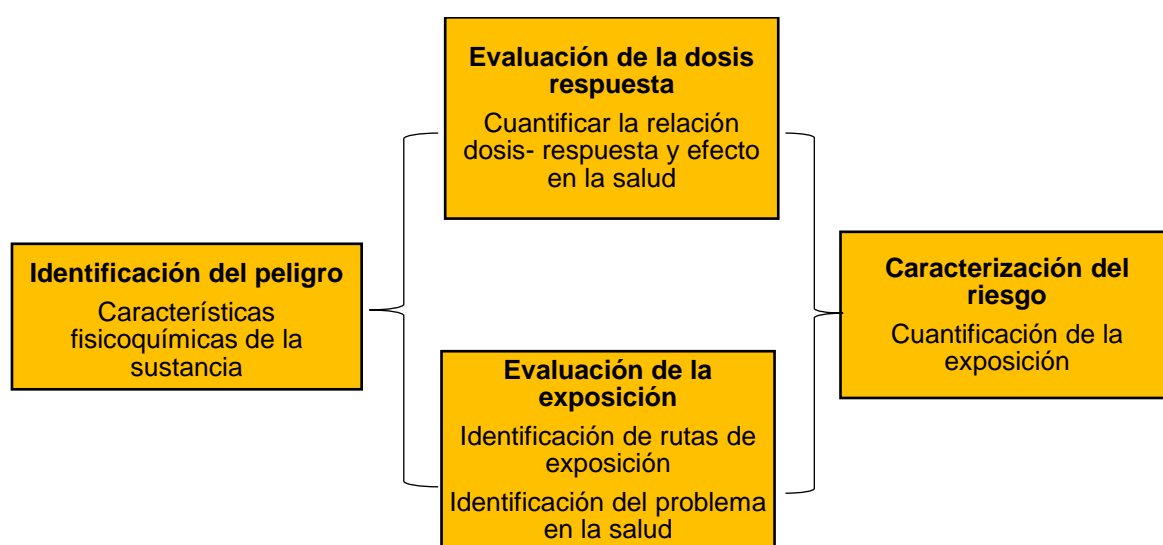 Evaluación de la dosis
respuesta
Cuantificar la relación
dosis- respuesta y efecto
en la salud
Identificación del peligro
Características
fisicoquímicas de la
sustancia
Evaluación de la
exposición
Identificación de rutas de
exposición
Identificación del problema
en la salud
Caracterización del
riesgo
Cuantificación de la
exposición